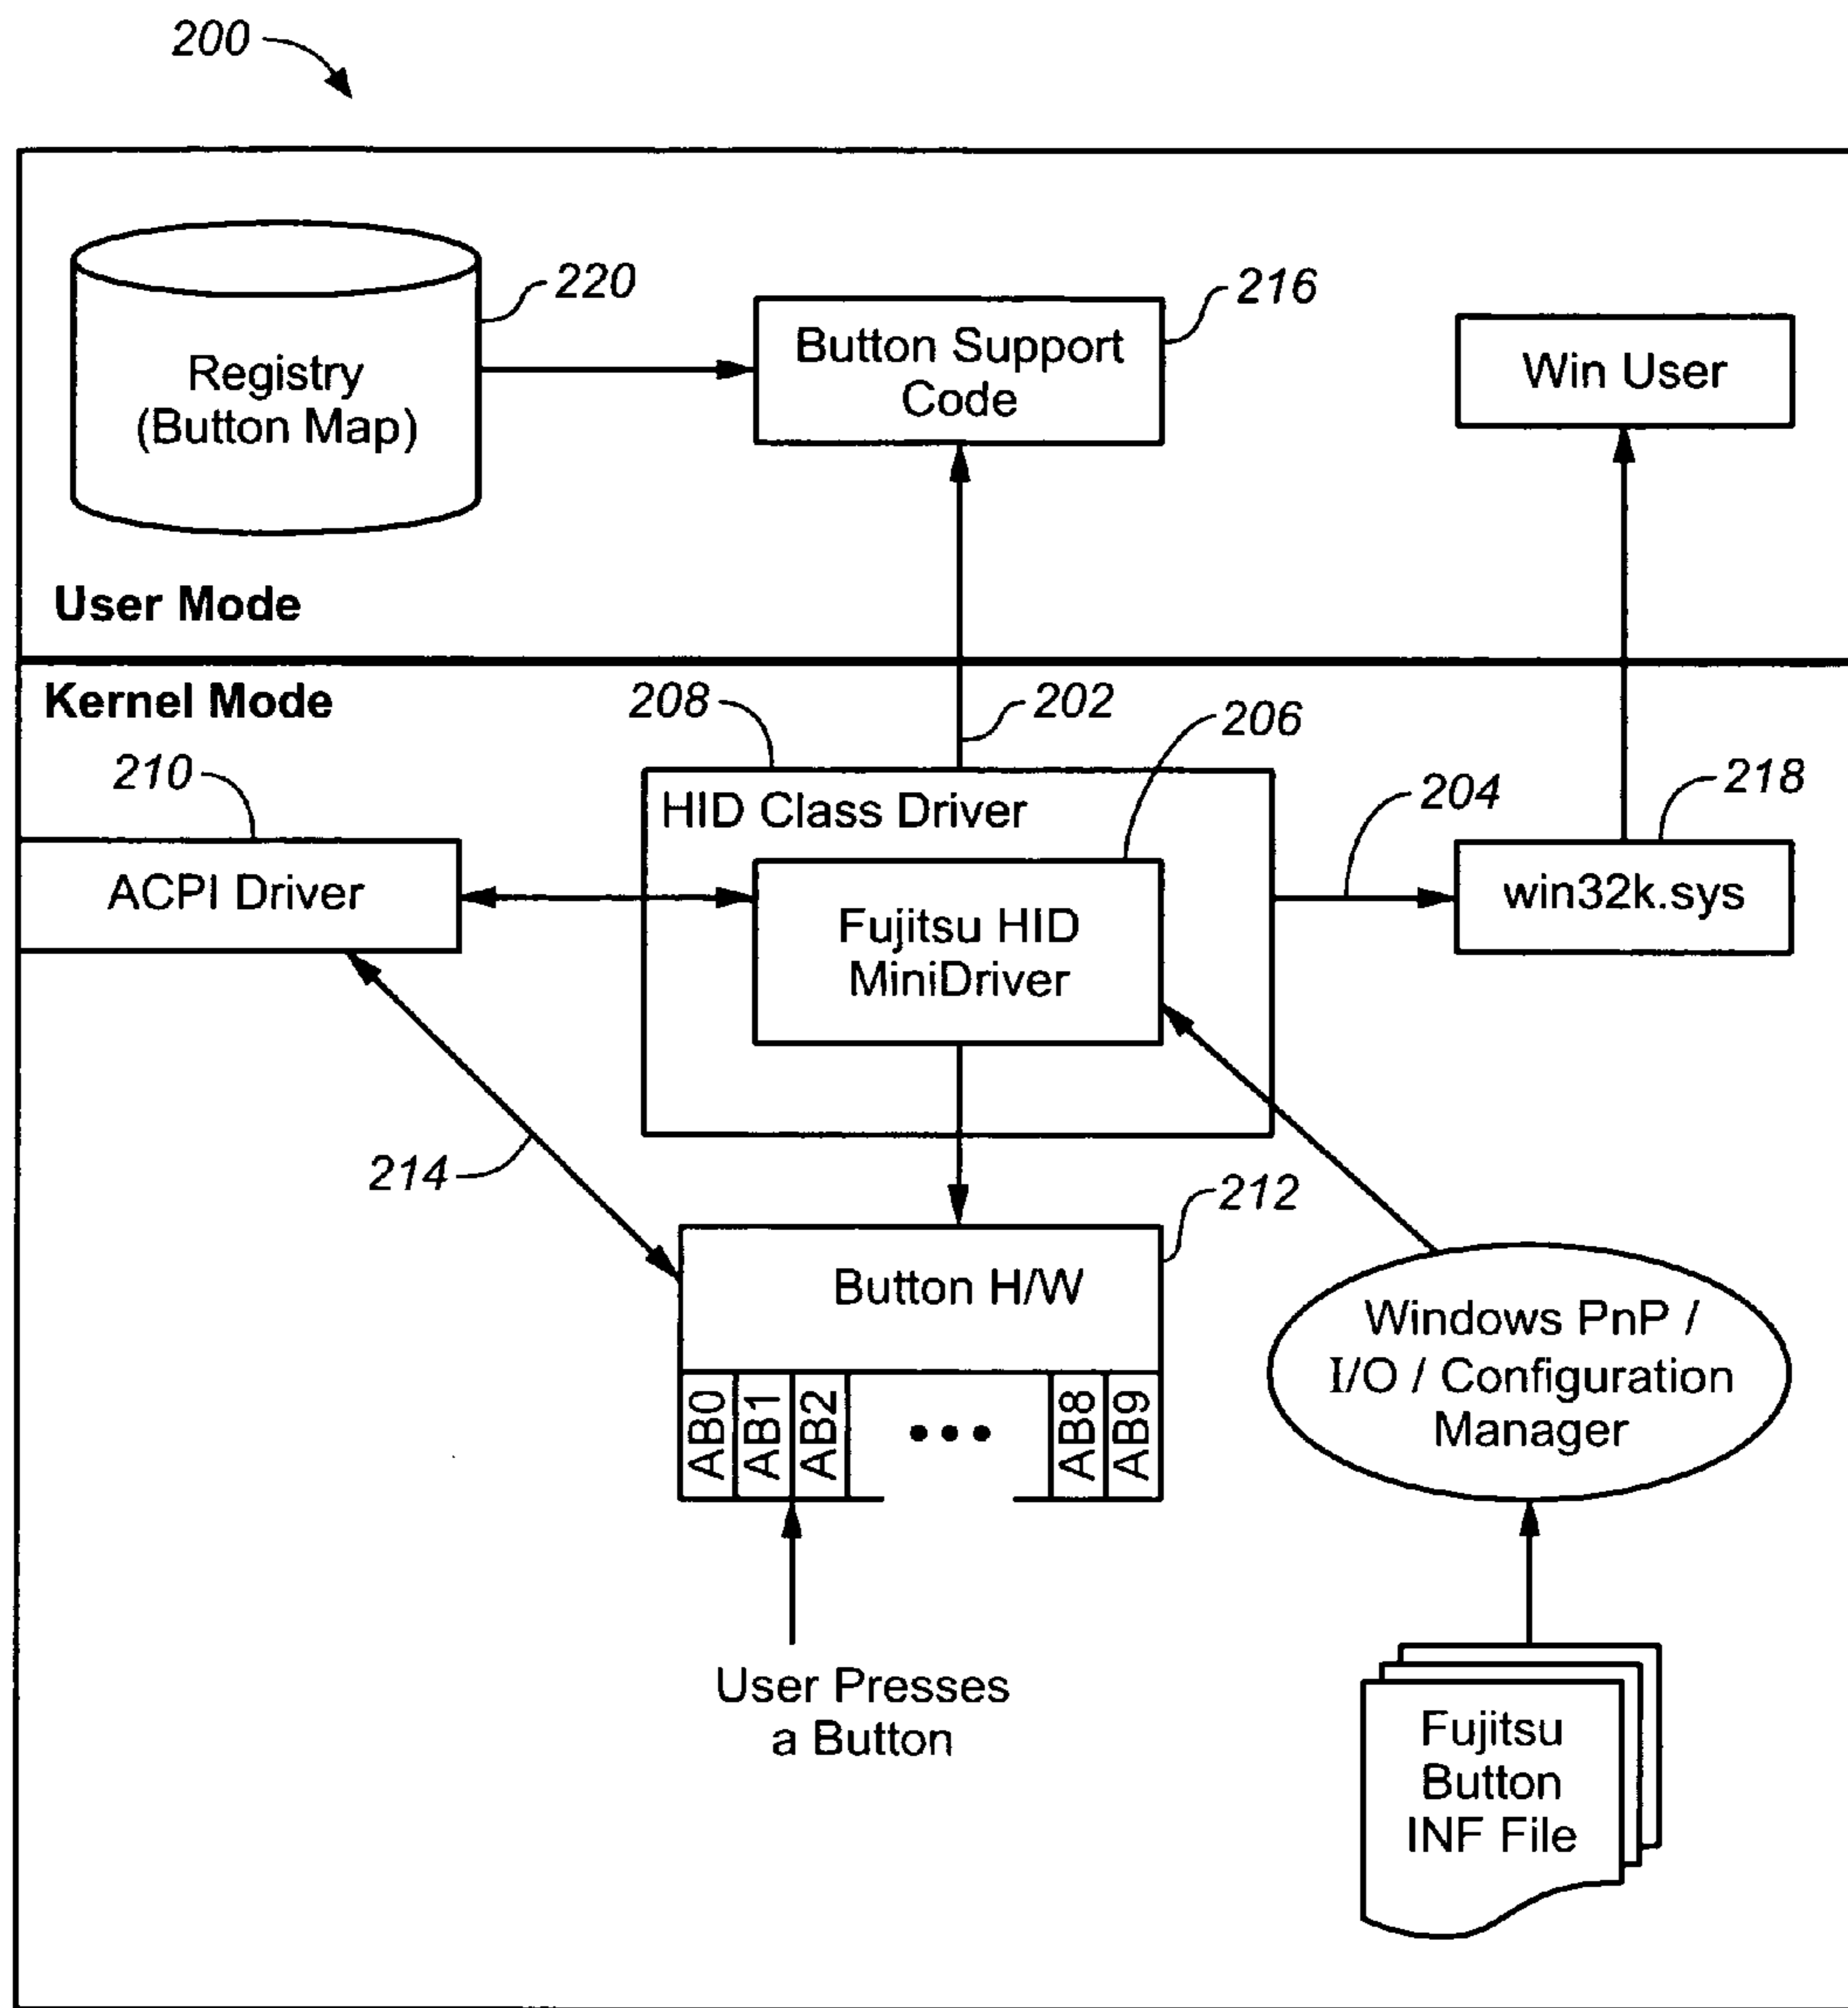 200
220
216
Registry
(Button Map)
Button Support
Code
Win User
User Mode
Kernel Mode
208
202
206
210
204
218
HID Class Driver
ACPI Driver
Fujitsu HID
MiniDriver
win32k.sys
214
212
Button H/W
AB0
AB1
AB2
AB8
AB9
Windows PnP /
I/O / Configuration
Manager
User Presses
a Button
Fujitsu
Button
INF File